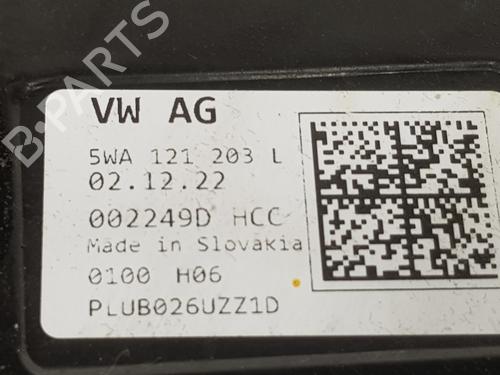 VW AG
5WA 121 203 L
02.12.22
002249D HCC
Made in Slovakia
0100 H06
PLUB026UZZ1D
B-PARTS